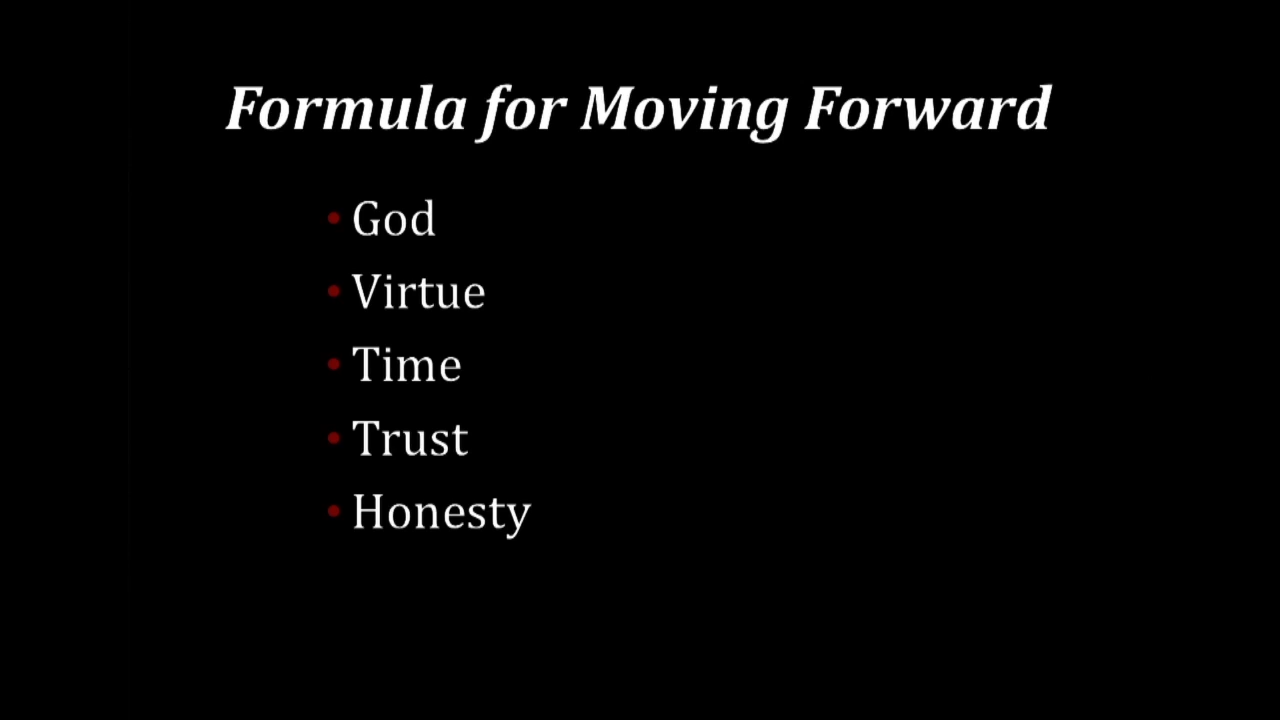 Formula for Moving Forward
• God
• Virtue
• Time
• Trust
• Honesty